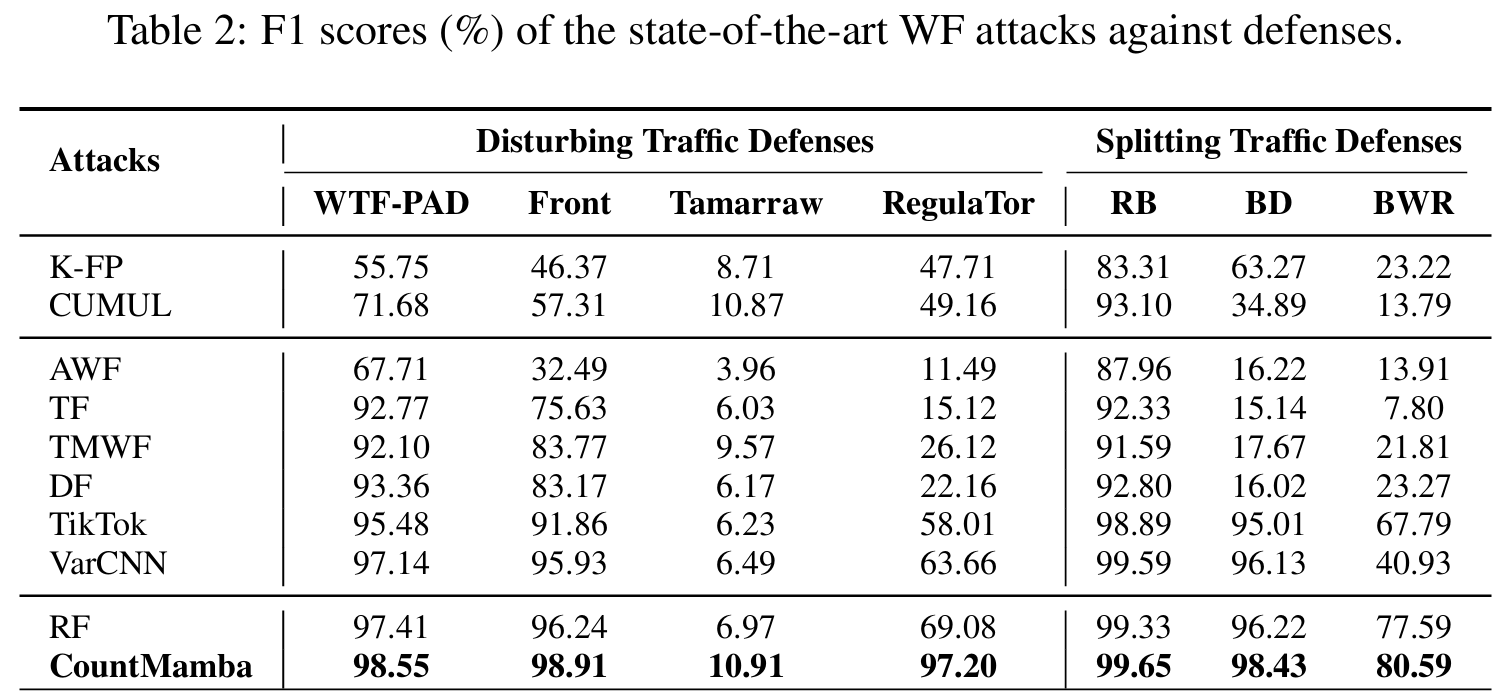 Table 2: F1 scores (%) of the state-of-the-art WF attacks against defenses.
Attacks Disturbing Traffic Defenses Splitting Traffic Defenses
WTF-PAD Front Tamarraw RegulaTor RB BD BWR
K-FP 55.75 46.37 8.71 47.71 83.31 63.27 23.22
CUMUL 71.68 57.31 10.87 49.16 93.10 34.89 13.79
AWF 67.71 32.49 3.96 11.49 87.96 16.22 13.91
TF 92.77 75.63 6.03 15.12 92.33 15.14 7.80
TMWF 92.10 83.77 9.57 26.12 91.59 17.67 21.81
DF 93.36 83.17 6.17 22.16 92.80 16.02 23.27
TikTok 95.48 91.86 6.23 58.01 98.89 95.01 67.79
VarCNN 97.14 95.93 6.49 63.66 99.59 96.13 40.93
RF 97.41 96.24 6.97 69.08 99.33 96.22 77.59
CountMamba 98.55 98.91 10.91 97.20 99.65 98.43 80.59